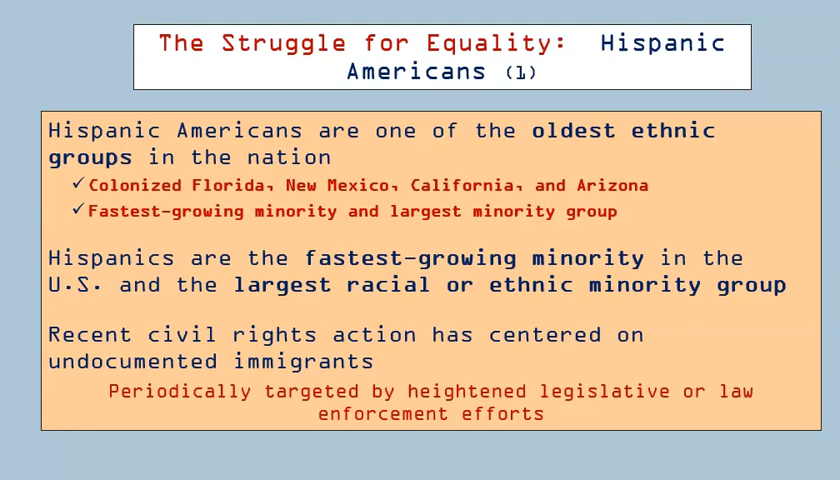 The Struggle for Equality: Hispanic
Americans (1)
Hispanic Americans are one of the oldest ethnic
groups in the nation
✓Colonized Florida, New Mexico, California, and Arizona
✓Fastest-growing minority and largest minority group
Hispanics are the fastest-growing minority in the
U.S. and the largest racial or ethnic minority group
Recent civil rights action has centered on
undocumented immigrants
Periodically targeted by heightened legislative or law
enforcement efforts